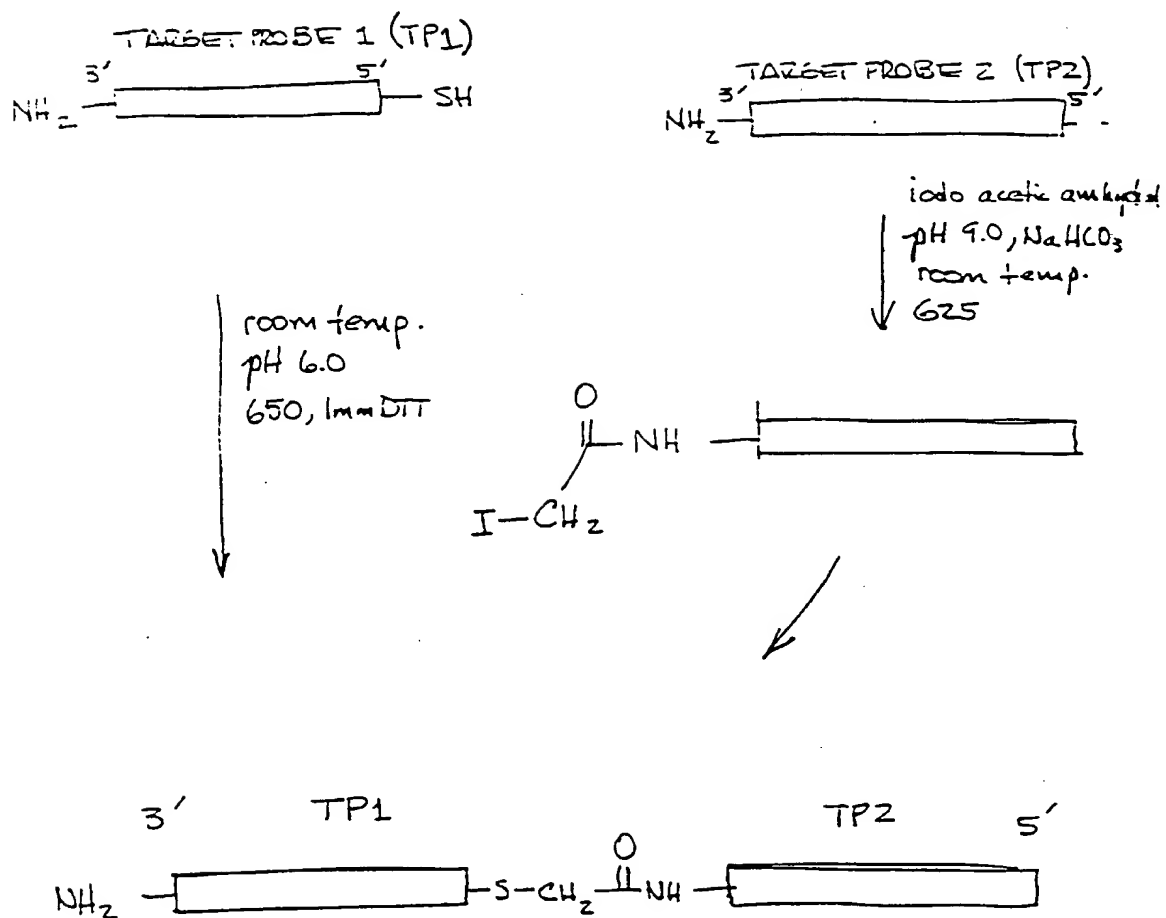 TARGET PROBE 1 (TP1)
3' 5'
NH2 SH
TARGET PROBE 2 (TP2)
3' 5'
NH2
iodo acetic
pH 9.0, NaHCO3
room temp.
625
room temp.
pH 6.0
650, 1mm DTT
O
NH
I-CH2
3' TP1 TP2 5'
O
NH2 S-CH2 NH